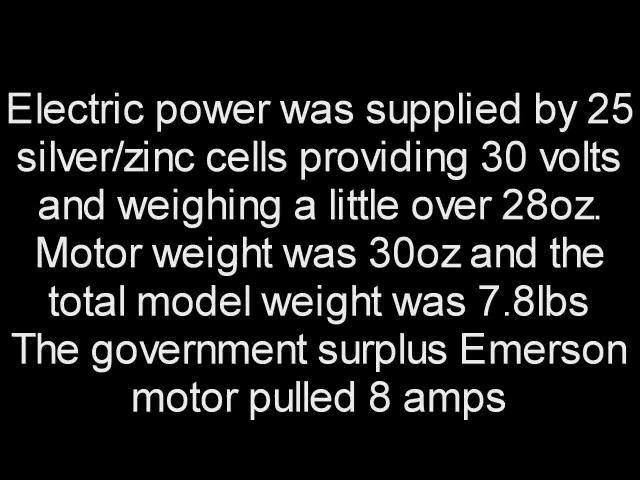 Electric power was supplied by 25
silver/zinc cells providing 30 volts
and weighing a little over 28oz.
Motor weight was 30oz and the
total model weight was 7.8lbs
The government surplus Emerson
motor pulled 8 amps